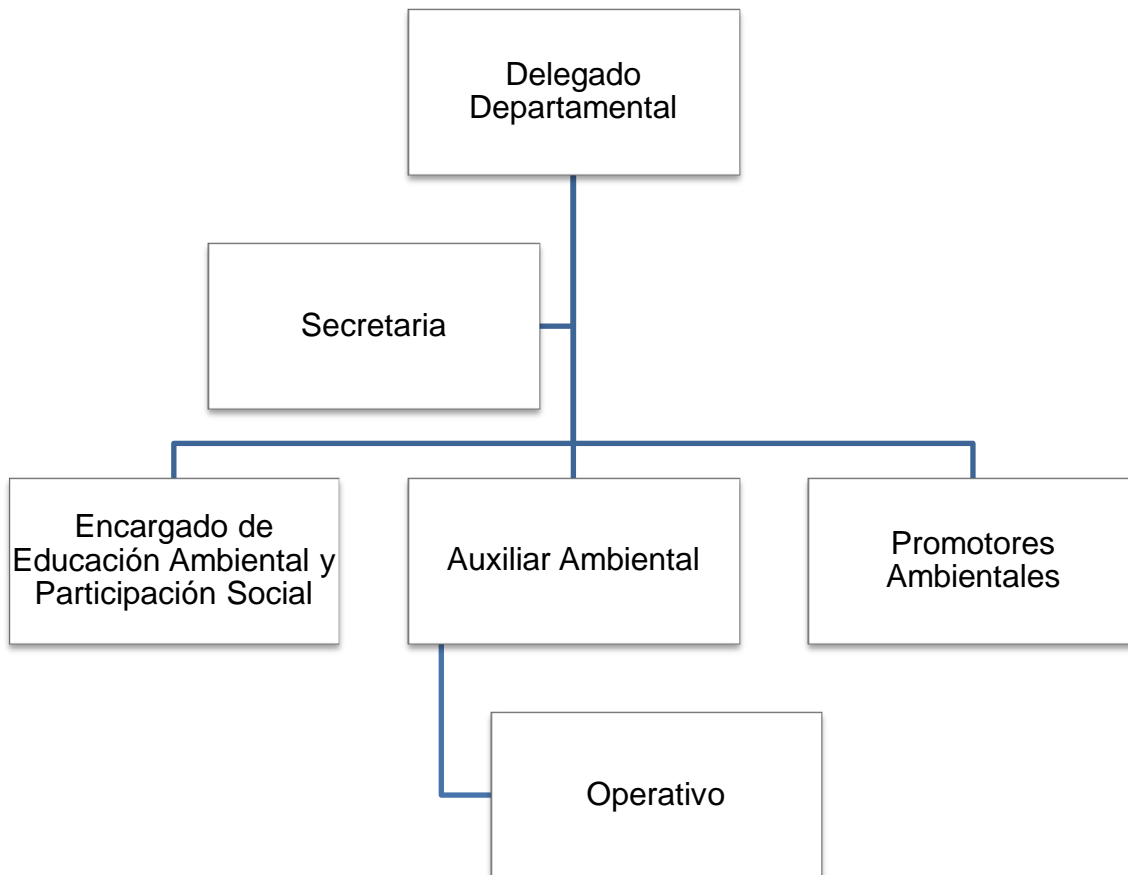 Delegado
Departamental
Secretaria
Encargado de
Educación Ambiental y
Participación Social
Auxiliar Ambiental
Promotores
Ambientales
Operativo